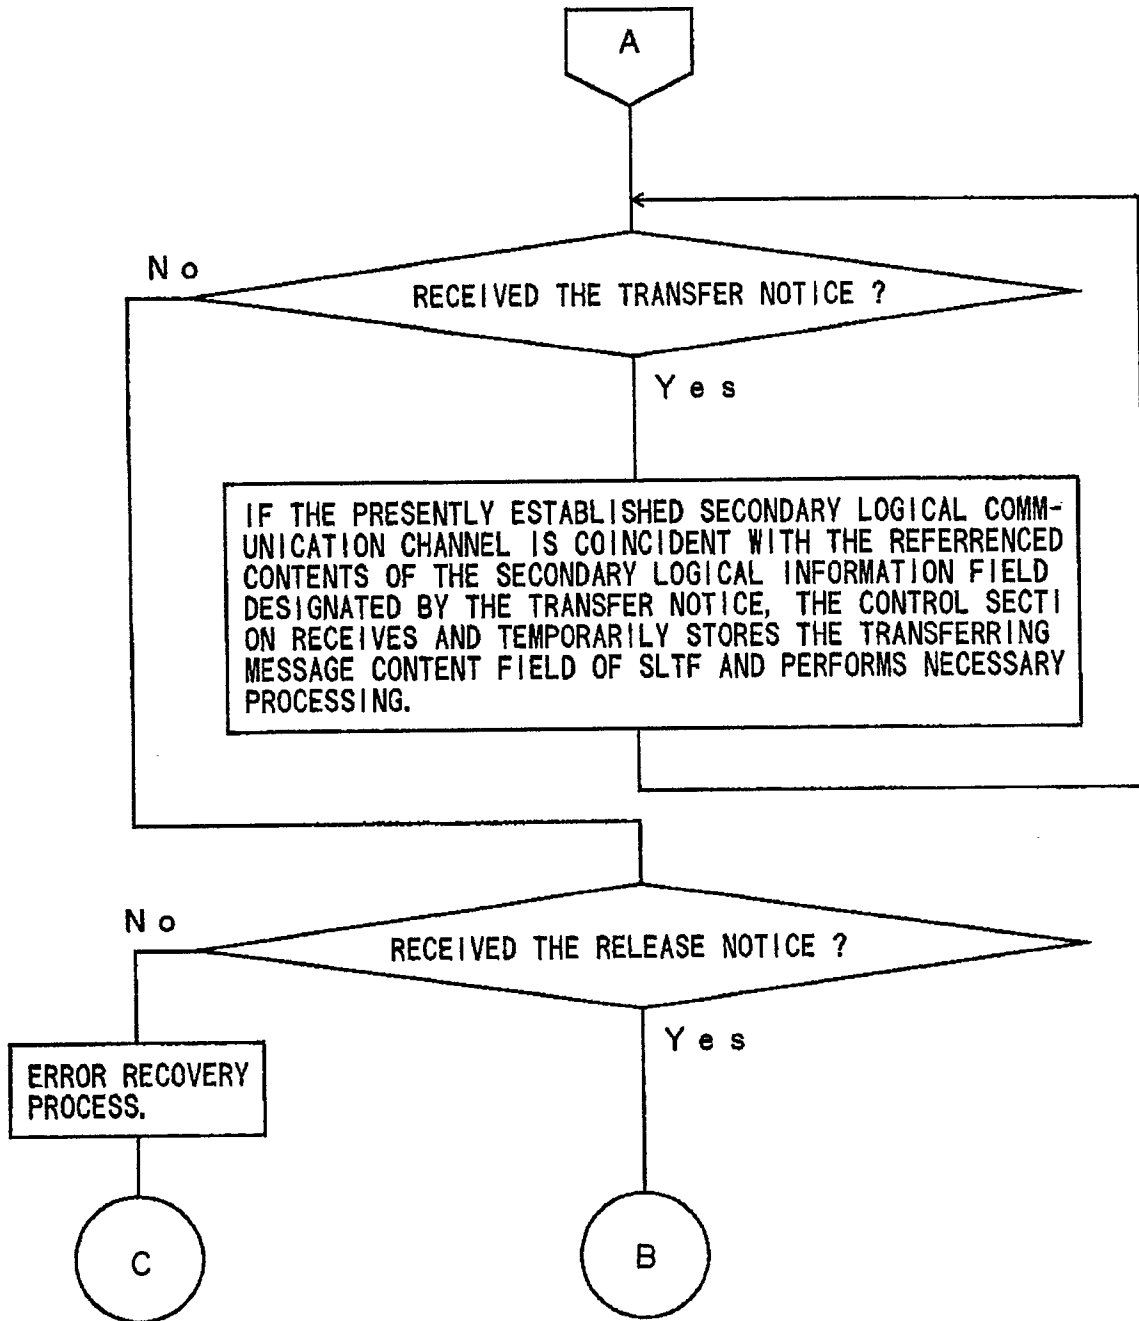 A
No
RECEIVED THE TRANSFER NOTICE ?
Yes
IF THE PRESENTLY ESTABLISHED SECONDARY LOGICAL COMM-
UNICATION CHANNEL IS COINCIDENT WITH THE REFERRENCED
CONTENTS OF THE SECONDARY LOGICAL INFORMATION FIELD
DESIGNATED BY THE TRANSFER NOTICE, THE CONTROL SECTI
ON RECEIVES AND TEMPORARILY STORES THE TRANSFERRING
MESSAGE CONTENT FIELD OF SLTF AND PERFORMS NECESSARY
PROCESSING.
No
RECEIVED THE RELEASE NOTICE ?
Yes
ERROR RECOVERY
PROCESS.
C
B